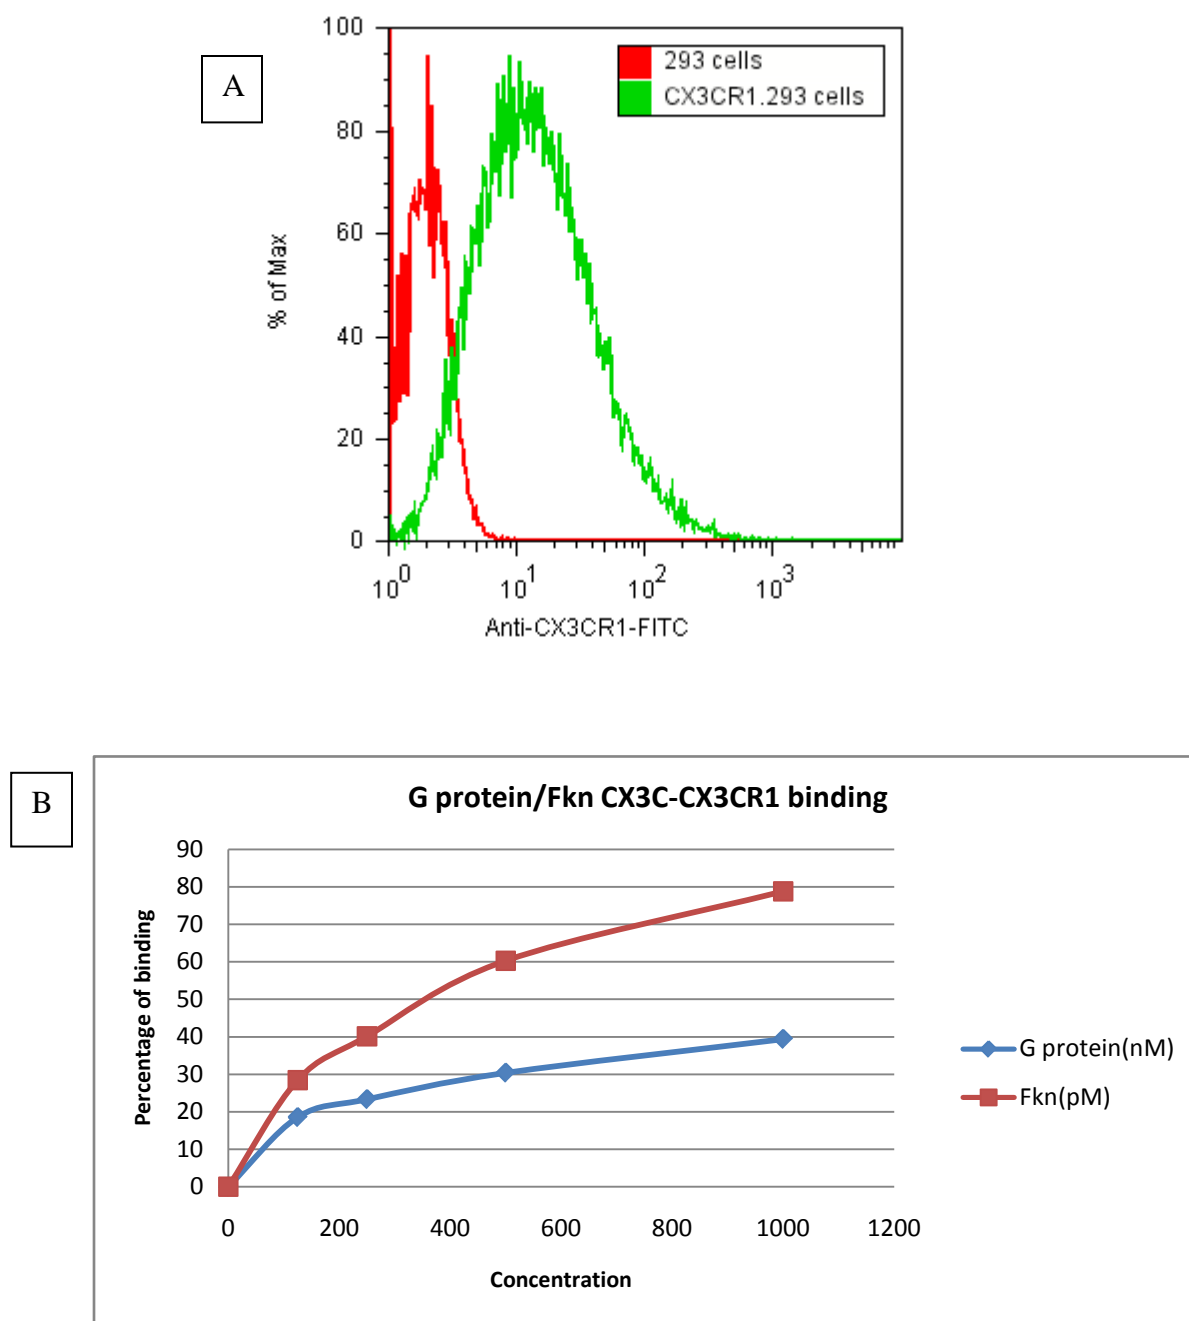 A
100
80
60
40
20
0
% of Max
293 cells
CX3CR1.293 cells
10^0 10^1 10^2 10^3
Anti-CX3CR1-FITC
B
G protein/Fkn CX3C-CX3CR1 binding
90
80
70
60
50
40
30
20
10
0
Percentage of binding
0 200 400 600 800 1000 1200
Concentration
G protein(nM)
Fkn(pM)